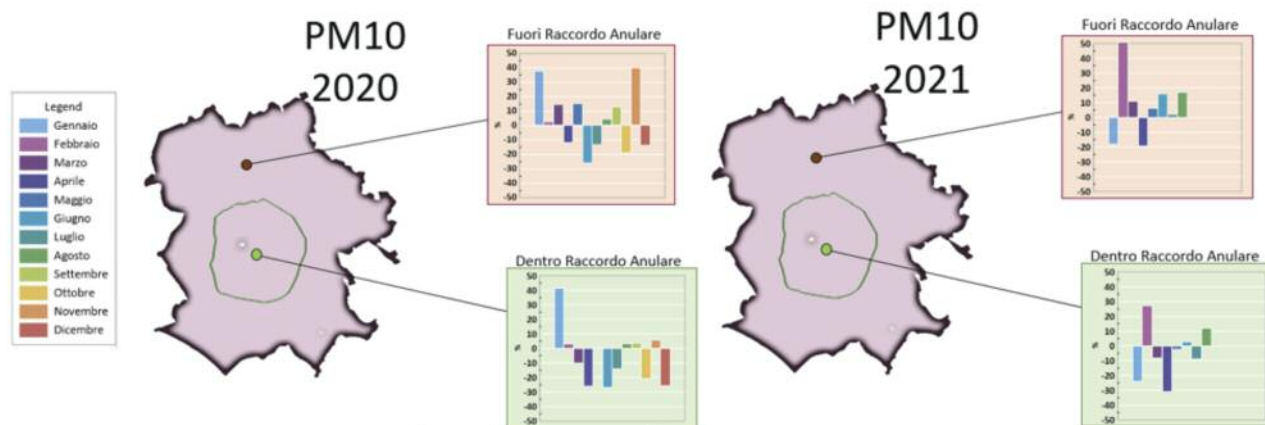 PM10
2020
Fuori Raccordo Anulare
50
40
30
20
10
0
-10
-20
-30
-40
-50
%
PM10
2021
Fuori Raccordo Anulare
50
40
30
20
10
0
-10
-20
-30
-40
-50
%
Legend
Gennaio
Febbraio
Marzo
Aprile
Maggio
Giugno
Luglio
Agosto
Settembre
Ottobre
Novembre
Dicembre
Dentro Raccordo Anulare
50
40
30
20
10
0
-10
-20
-30
-40
-50
%
Dentro Raccordo Anulare
50
40
30
20
10
0
-10
-20
-30
-40
-50
%